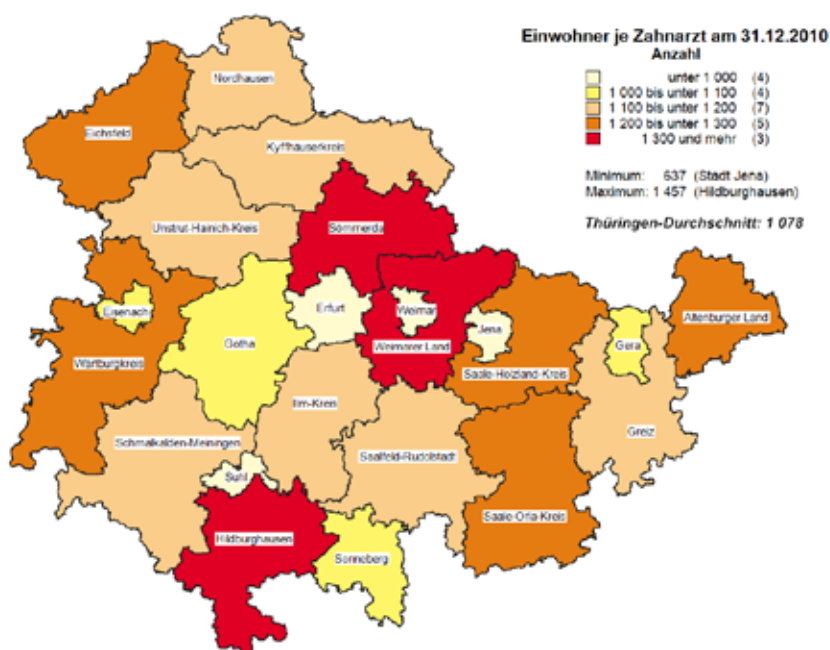 Einwohner je Zahnarzt am 31.12.2010
Anzahl
unter 1 000 (4)
1 000 bis unter 1 100 (4)
1 100 bis unter 1 200 (7)
1 200 bis unter 1 300 (5)
1 300 und mehr (3)
Minimum: 637 (Stadt Jena)
Maximum: 1 457 (Hildburghausen)
Thüringen-Durchschnitt: 1 078
Nordhausen
Eichsfeld
Kyffhäuserkreis
Unstrut-Hainich-Kreis
Sömmerda
Eisenach
Erfurt
Weimar
Jena
Altenburger Land
Gotha
Weimarer Land
Gera
Wartburgkreis
Saale-Holzland-Kreis
Ilm-Kreis
Greiz
Schmalkalden-Meiningen
Saalfeld-Rudolstadt
Suhl
Saale-Orla-Kreis
Hildburghausen
Sonneberg